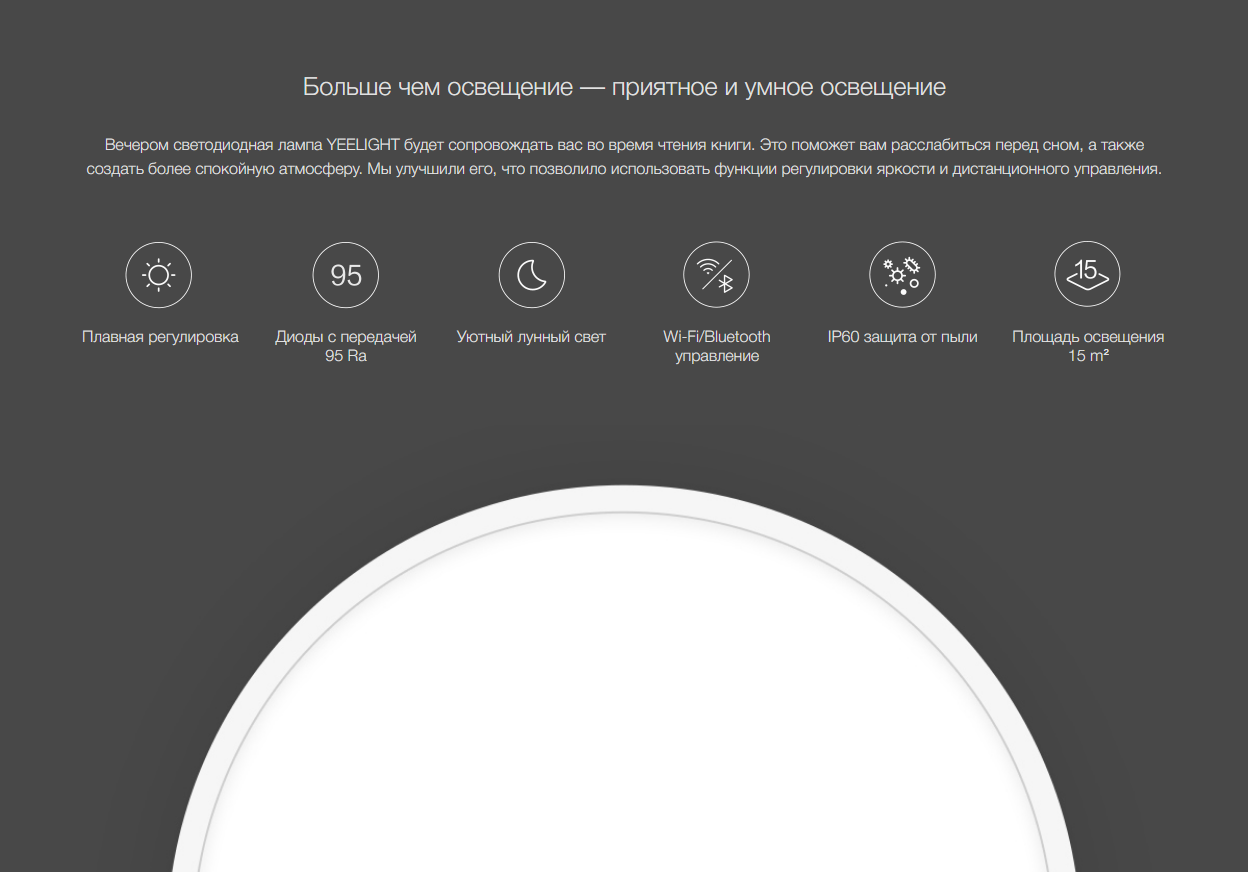 Больше чем освещение — приятное и умное освещение
Вечером светодиодная лампа YEELIGHT будет сопровождать вас во время чтения книги. Это поможет вам расслабиться перед сном, а также
создать более спокойную атмосферу. Мы улучшили его, что позволило использовать функции регулировки яркости и дистанционного управления.
95
15
Плавная регулировка
Диоды с передачей
95 Ra
Уютный лунный свет
Wi-Fi/Bluetooth
управление
IP60 защита от пыли
Площадь освещения
15 m²